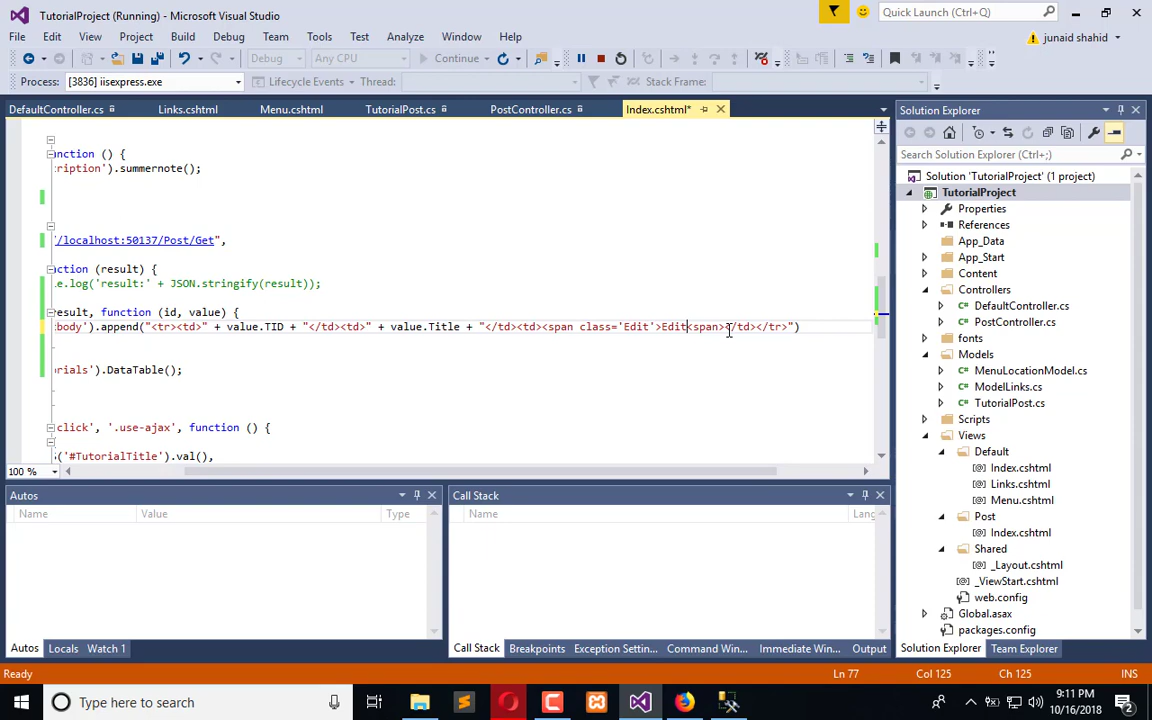 TutorialProject (Running) - Microsoft Visual Studio
Quick Launch (Ctrl+Q)
File Edit View Project Build Debug Team Tools Test Analyze Window Help
junaid shahid
Debug Any CPU Continue
Process: [3836] iisexpress.exe Lifecycle Events Thread: Stack Frame:
DefaultController.cs Links.cshtml Menu.cshtml TutorialPost.cs PostController.cs Index.cshtml*
unction () {
ription').summernote();
/localhost:50137/Post/Get",
unction (result) {
e.log('result:' + JSON.stringify(result));
esult, function (id, value) {
body').append("<tr><td>" + value.TID + "</td><td>" + value.Title + "</td><td><span class='Edit'>Edit<span></td></tr>")
rials').DataTable();
click', '.use-ajax', function () {
('#TutorialTitle').val(),
100 %
Solution Explorer
Search Solution Explorer (Ctrl+;)
Solution 'TutorialProject' (1 project)
TutorialProject
Properties
References
App_Data
App_Start
Content
Controllers
DefaultController.cs
PostController.cs
fonts
Models
MenuLocationModel.cs
ModelLinks.cs
TutorialPost.cs
Scripts
Views
Default
Index.cshtml
Links.cshtml
Menu.cshtml
Post
Index.cshtml
Shared
_Layout.cshtml
_ViewStart.cshtml
web.config
Global.asax
packages.config
Solution Explorer Team Explorer
Autos
Name Value Type
Autos Locals Watch 1
Call Stack
Name Lang
Call Stack Breakpoints Exception Settin... Command Win... Immediate Win... Output
Ready Ln 77 Col 125 Ch 125 INS
Type here to search
9:11 PM
10/16/2018